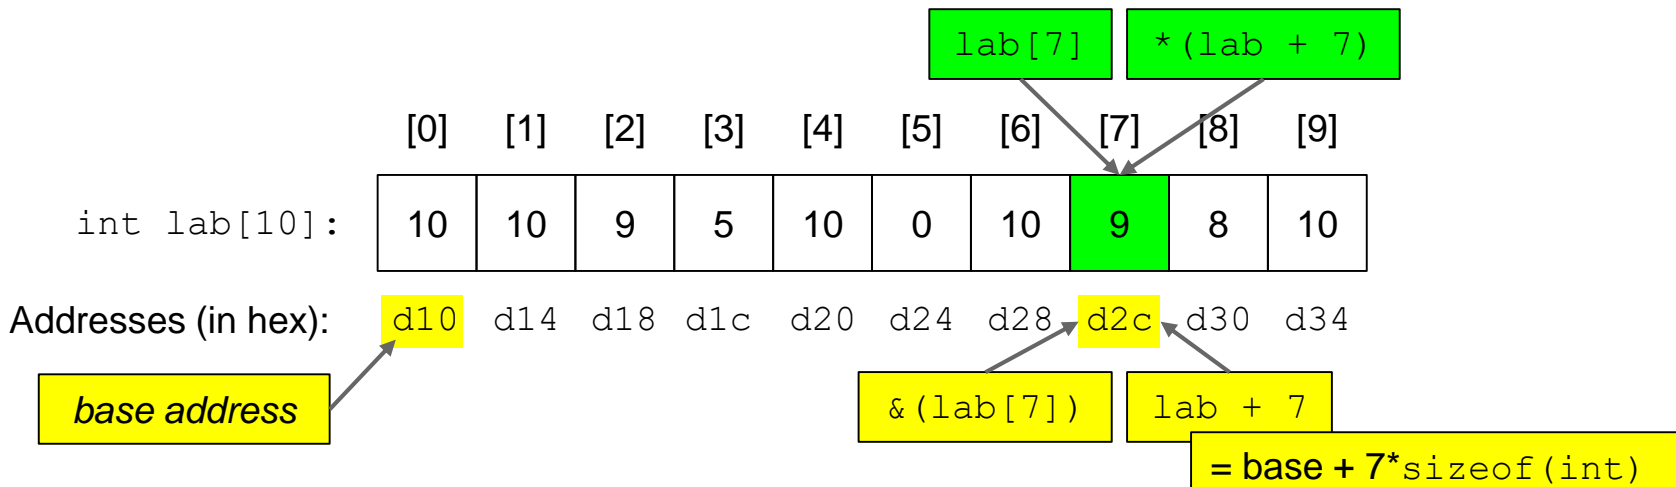 lab[7] *(lab + 7)
[0] [1] [2] [3] [4] [5] [6] [7] [8] [9]
int lab[10]: 10 10 9 5 10 0 10 9 8 10
Addresses (in hex): d10 d14 d18 d1c d20 d24 d28 d2c d30 d34
base address &(lab[7]) lab + 7
= base + 7*sizeof(int)